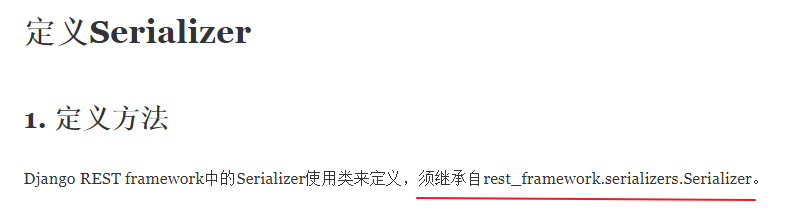 定义Serializer
1. 定义方法
Django REST framework中的Serializer使用类来定义，须继承自rest_framework.serializers.Serializer。